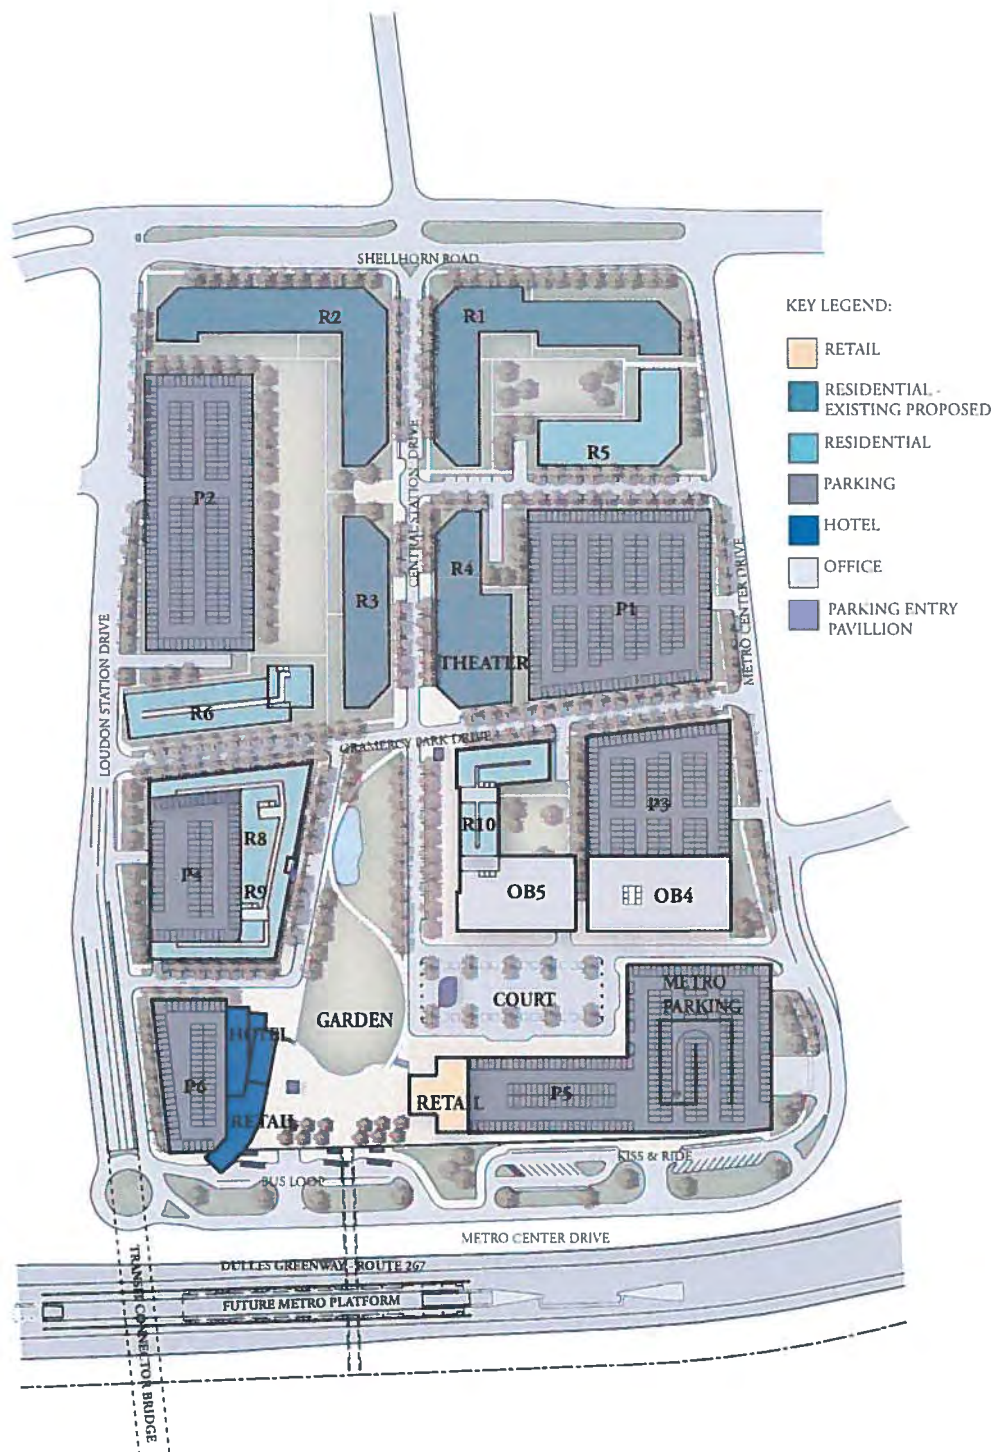 SHELLHORN ROAD
R2
R1
KEY LEGEND:
RETAIL
RESIDENTIAL -
EXISTING PROPOSED
RESIDENTIAL
PARKING
HOTEL
OFFICE
PARKING ENTRY
PAVILLION
R5
P2
CENTRAL STATION DRIVE
R4
R3
P1
METRO CENTER DRIVE
THEATER
LOUDON STATION DRIVE
R6
GRAMERCY PARK DRIVE
P3
R10
R8
P4
R9
OB5
OB4
METRO
PARKING
COURT
GARDEN
HOTEL
P6
RETAIL
P5
RETAIL
KISS & RIDE
BUS LOOP
METRO CENTER DRIVE
DULLES GREENWAY - ROUTE 267
FUTURE METRO PLATFORM
TRANSIT CONNECTOR BRIDGE